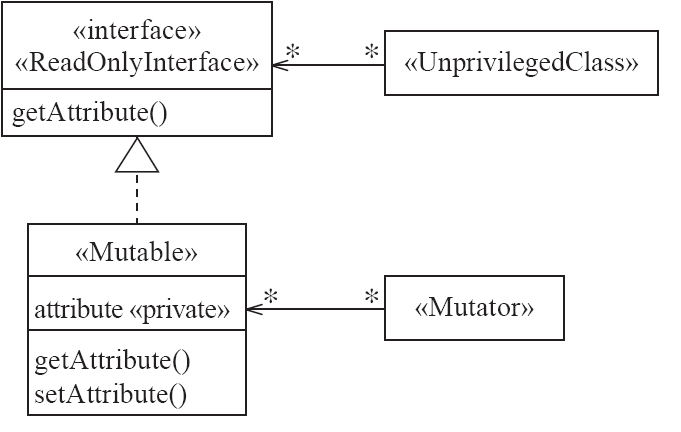 «interface»
«ReadOnlyInterface»
* *
«UnprivilegedClass»
getAttribute()
«Mutable»
attribute «private»
* *
«Mutator»
getAttribute()
setAttribute()